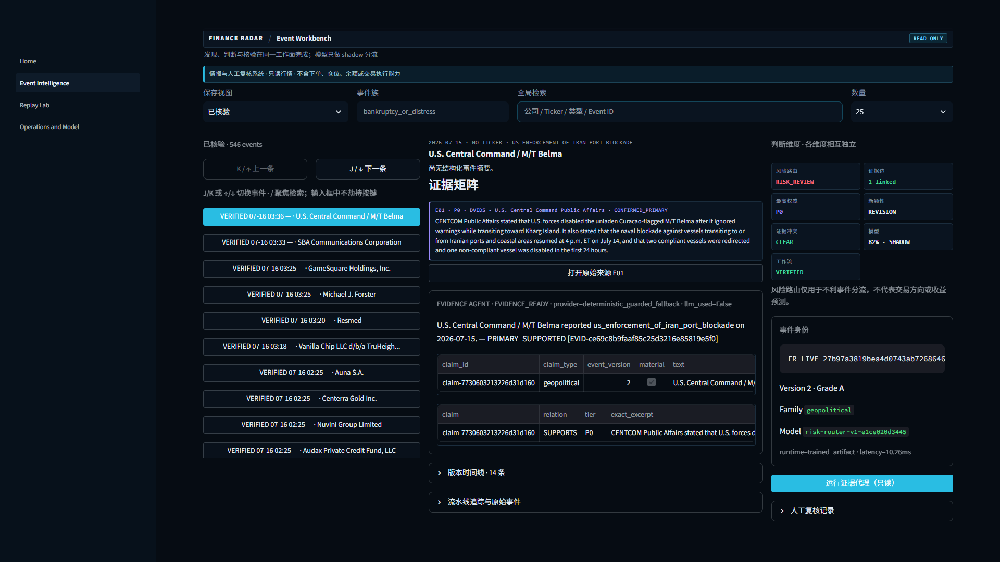 Home
Event Intelligence
Replay Lab
Operations and Model
FINANCE RADAR / Event Workbench
READ ONLY
发现、判断与核验在同一工作面完成；模型只做 shadow 分流
情报与人工复核系统 · 只读行情 · 不含下单、仓位、余额或交易执行能力
保存视图
已核验
事件族
bankruptcy_or_distress
全局检索
公司 / Ticker / 类型 / Event ID
数量
25
已核验 · 546 events
K / ↑ 上一条
J / ↓ 下一条
J/K 或 ↑/↓ 切换事件 · / 聚焦检索；输入框中不劫持按键
VERIFIED 07-16 03:36 — · U.S. Central Command / M/T Belma
VERIFIED 07-16 03:33 — · SBA Communications Corporation
VERIFIED 07-16 03:25 — · GameSquare Holdings, Inc.
VERIFIED 07-16 03:25 — · Michael J. Forster
VERIFIED 07-16 03:20 — · Resmed
VERIFIED 07-16 03:18 — · Vanilla Chip LLC d/b/a TruHeigh...
VERIFIED 07-16 02:25 — · Auna S.A.
VERIFIED 07-16 02:25 — · Centerra Gold Inc.
VERIFIED 07-16 02:25 — · Nuvini Group Limited
VERIFIED 07-16 02:25 — · Audax Private Credit Fund, LLC
2026-07-15 · NO TICKER · US ENFORCEMENT OF IRAN PORT BLOCKADE
U.S. Central Command / M/T Belma
尚无结构化事件摘要。
证据矩阵
E01 · P0 · DVIDS - U.S. Central Command Public Affairs · CONFIRMED_PRIMARY
CENTCOM Public Affairs stated that U.S. forces disabled the unladen Curacao-flagged M/T Belma after it ignored
warnings while transiting toward Kharg Island. It also stated that the naval blockade against vessels transiting to or
from Iranian ports and coastal areas resumed at 4 p.m. ET on July 14, and that two compliant vessels were redirected
and one non-compliant vessel was disabled in the first 24 hours.
打开原始来源 E01
EVIDENCE AGENT · EVIDENCE_READY · provider=deterministic_guarded_fallback · llm_used=False
U.S. Central Command / M/T Belma reported us_enforcement_of_iran_port_blockade on
2026-07-15. — PRIMARY_SUPPORTED [EVID-ce69c8b9faaf85c25d3216e85819e5f0]
claim_id claim_type event_version material text
claim-7730603213226d31d160 geopolitical 2 U.S. Central Command / M/
claim relation tier exact_excerpt
claim-7730603213226d31d160 SUPPORTS P0 CENTCOM Public Affairs stated that U.S. forces
版本时间线 · 14 条
流水线追踪与原始事件
判断维度 · 各维度相互独立
风险路由
RISK_REVIEW
证据边
1 linked
最高权威
P0
新颖性
REVISION
证据冲突
CLEAR
模型
82% · SHADOW
工作流
VERIFIED
风险路由仅用于不利事件分流，不代表交易方向或收益
预测。
事件身份
FR-LIVE-27b97a3819bea4d0743ab7268646
Version 2 · Grade A
Family geopolitical
Model risk-router-v1-e1ce020d3445
runtime=trained_artifact · latency=10.26ms
运行证据代理（只读）
人工复核记录